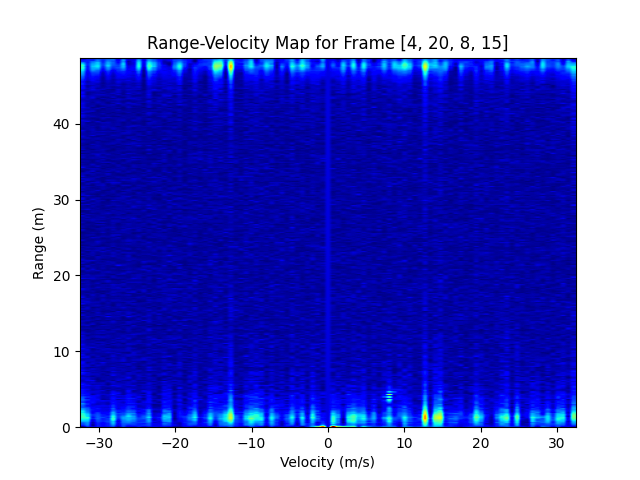 Range-Velocity Map for Frame [4, 20, 8, 15]
Range (m)
40
30
20
10
0
−30 −20 −10 0 10 20 30
Velocity (m/s)